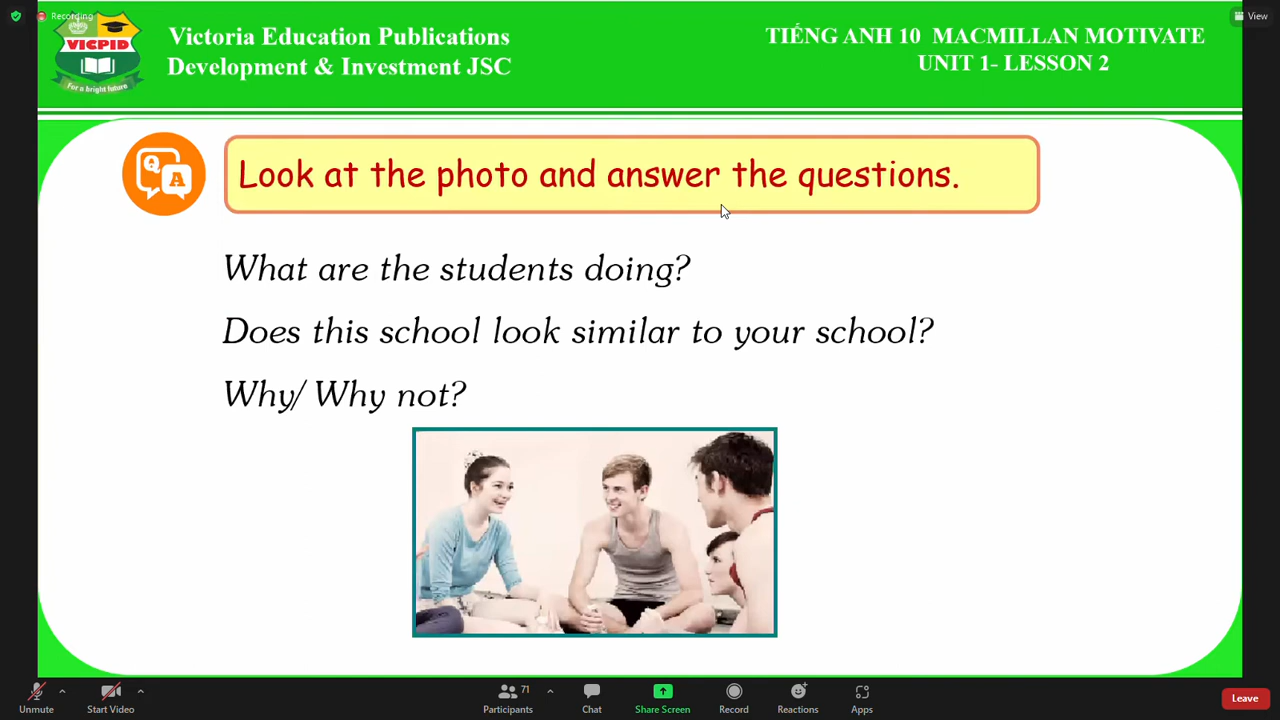 Recording
View
VICPID
For a bright future
Victoria Education Publications
Development & Investment JSC
TIẾNG ANH 10 MACMILLAN MOTIVATE
UNIT 1- LESSON 2
Q
A
Look at the photo and answer the questions.
What are the students doing?
Does this school look similar to your school?
Why/ Why not?
Unmute
Start Video
71
Participants
Chat
Share Screen
Record
Reactions
Apps
Leave